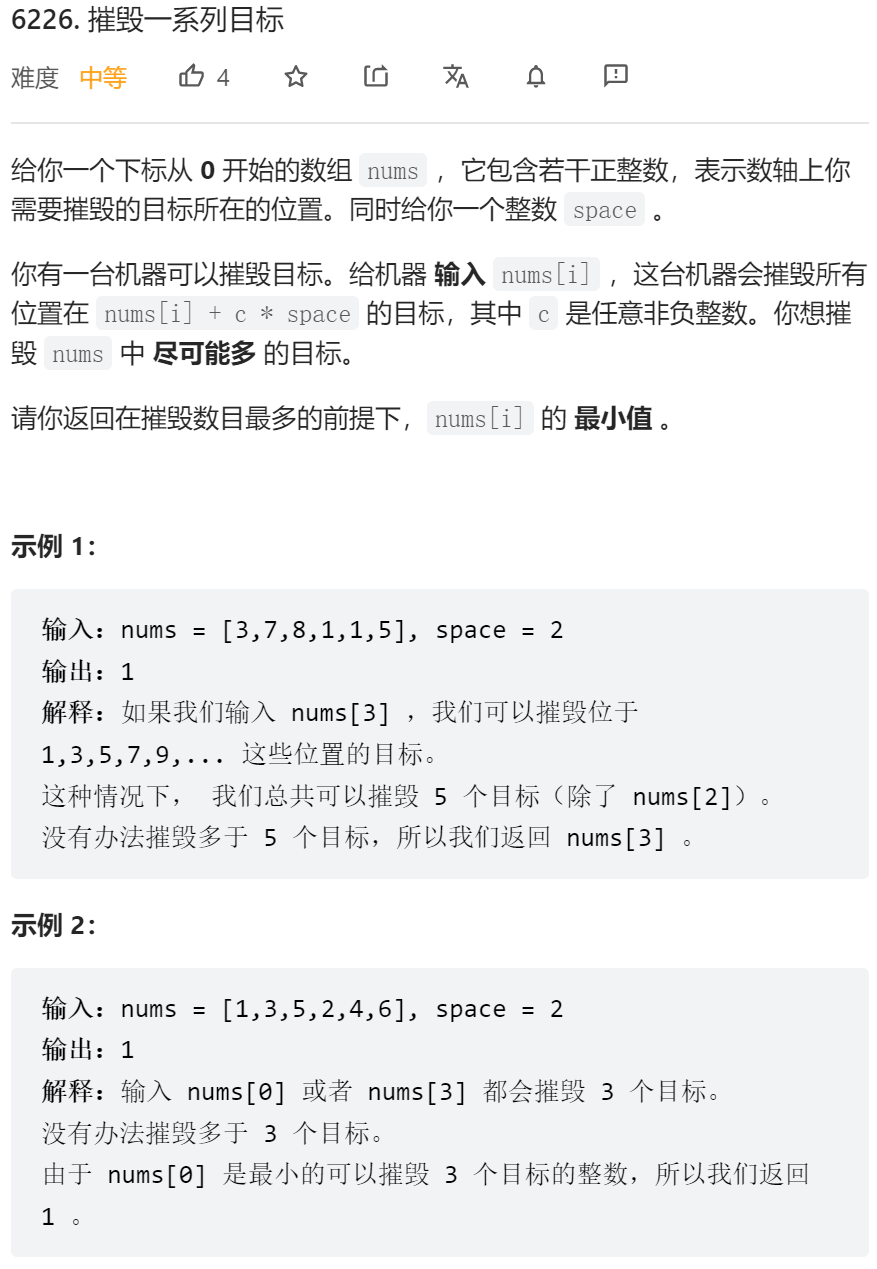 6226. 摧毁一系列目标
难度 中等 4
给你一个下标从 0 开始的数组 nums ，它包含若干正整数，表示数轴上你
需要摧毁的目标所在的位置。同时给你一个整数 space 。
你有一台机器可以摧毁目标。给机器 输入 nums[i] ，这台机器会摧毁所有
位置在 nums[i] + c * space 的目标，其中 c 是任意非负整数。你想摧
毁 nums 中 尽可能多 的目标。
请你返回在摧毁数目最多的前提下， nums[i] 的 最小值 。
示例 1：
输入：nums = [3,7,8,1,1,5], space = 2
输出：1
解释：如果我们输入 nums[3] ，我们可以摧毁位于
1,3,5,7,9,... 这些位置的目标。
这种情况下， 我们总共可以摧毁 5 个目标（除了 nums[2]）。
没有办法摧毁多于 5 个目标，所以我们返回 nums[3] 。
示例 2：
输入：nums = [1,3,5,2,4,6], space = 2
输出：1
解释：输入 nums[0] 或者 nums[3] 都会摧毁 3 个目标。
没有办法摧毁多于 3 个目标。
由于 nums[0] 是最小的可以摧毁 3 个目标的整数，所以我们返回
1 。